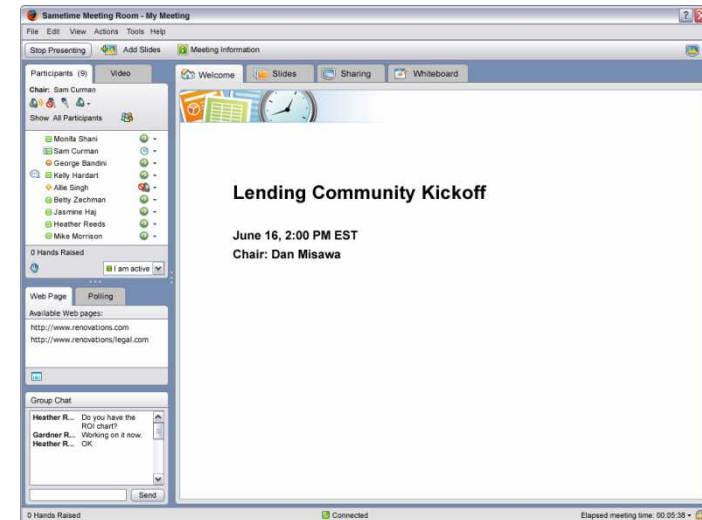 Sametime Meeting Room - My Meeting
File Edit View Actions Tools Help
Stop Presenting Add Slides Meeting Information
Participants (9) Video
Welcome Slides Sharing Whiteboard
Chair: Sam Curman
Show All Participants
Monita Shani
Sam Curman
George Bandini
Kelly Hardart
Allie Singh
Betty Zechman
Jasmine Haj
Heather Reeds
Mike Morrison
0 Hands Raised
I am active
Web Page Polling
Available Web pages:
http://www.renovations.com
http://www.renovations/legal.com
Group Chat
Heather R... Do you have the
ROI chart?
Gardner R... Working on it now.
Heather R... OK
Send
Lending Community Kickoff
June 16, 2:00 PM EST
Chair: Dan Misawa
0 Hands Raised Connected Elapsed meeting time: 00:05:38